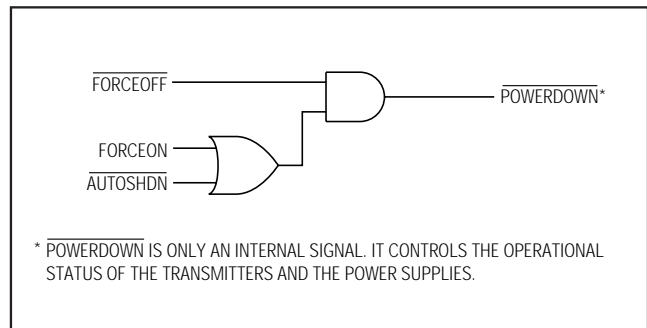 FORCEOFF
POWERDOWN*
FORCEON
AUTOSHDN
* POWERDOWN IS ONLY AN INTERNAL SIGNAL. IT CONTROLS THE OPERATIONAL
STATUS OF THE TRANSMITTERS AND THE POWER SUPPLIES.